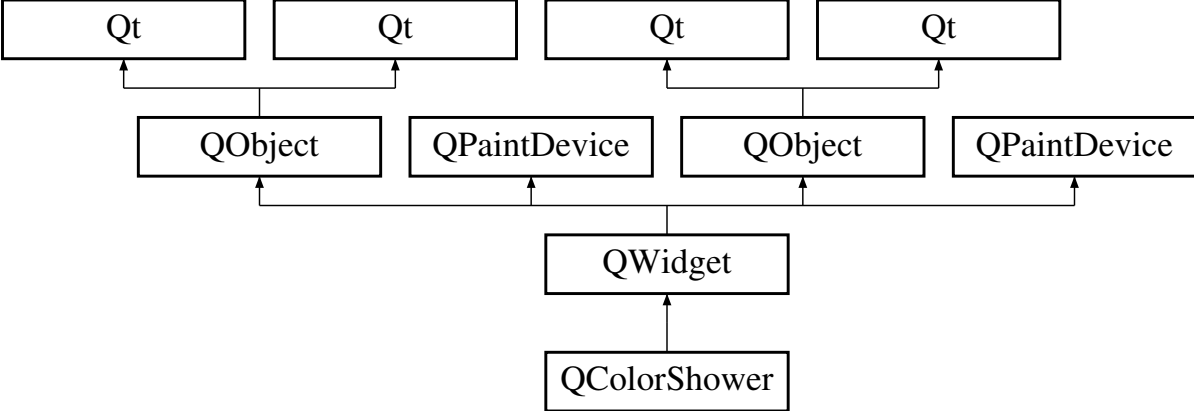 Qt Qt Qt Qt
QObject QPaintDevice QObject QPaintDevice
QWidget
QColorShower